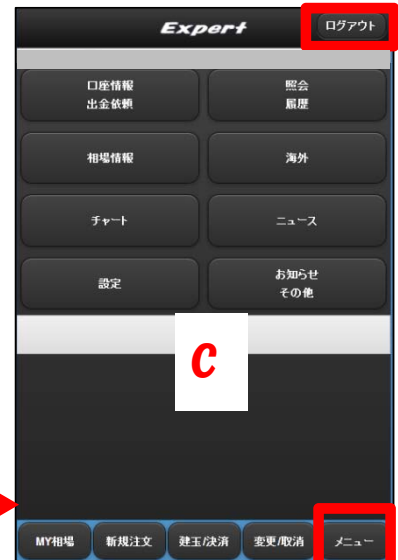 Expert
ログアウト
口座情報
出金依頼
照会
履歴
相場情報
海外
チャート
ニュース
設定
お知らせ
その他
C
MY相場
新規注文
建玉/決済
変更/取消
メニュー